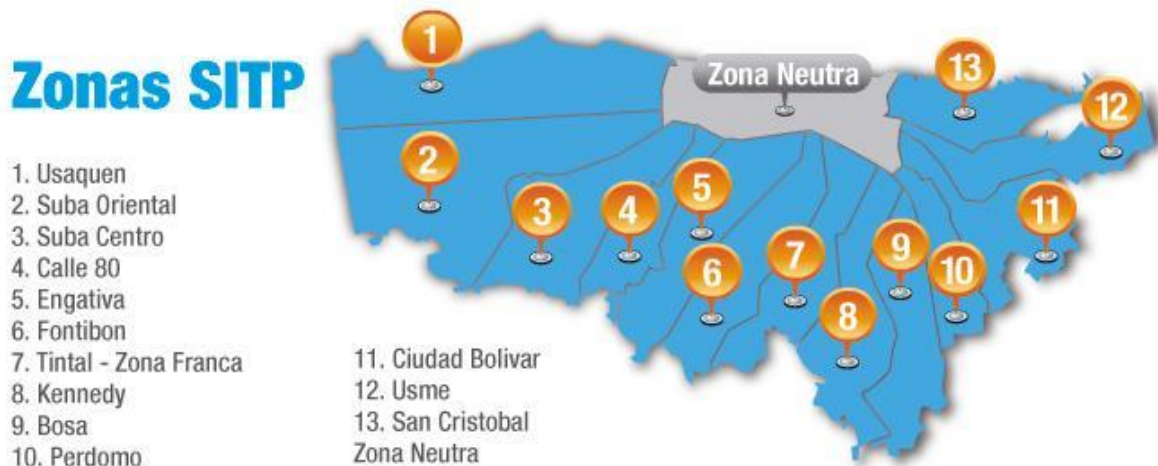 Zonas SITP
1. Usaquen
2. Suba Oriental
3. Suba Centro
4. Calle 80
5. Engativa
6. Fontibon
7. Tintal - Zona Franca
8. Kennedy
9. Bosa
10. Perdomo
11. Ciudad Bolivar
12. Usme
13. San Cristobal
Zona Neutra
1
Zona Neutra
13
12
2
5
3
4
11
6
7
9
10
8